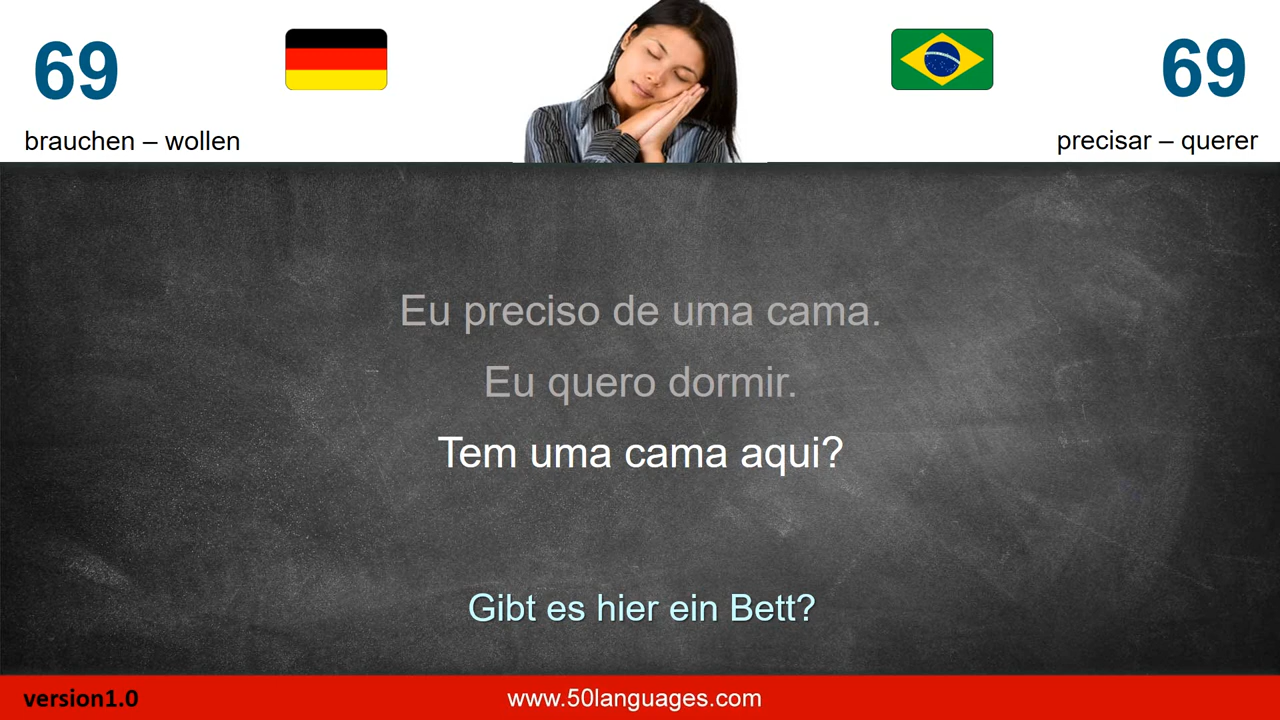 69
69
brauchen – wollen
precisar – querer
Eu preciso de uma cama.
Eu quero dormir.
Tem uma cama aqui?
Gibt es hier ein Bett?
version1.0
www.50languages.com